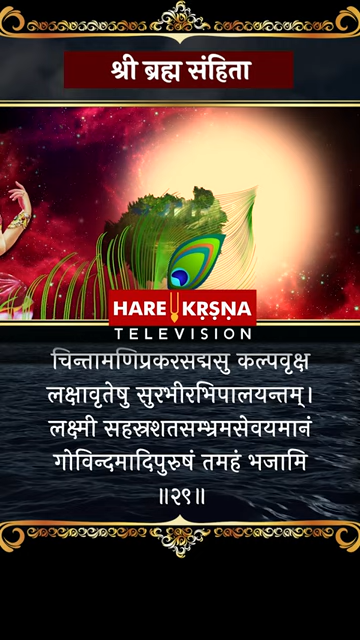 श्री ब्रह्म संहिता
HARE KṚṢṆA
TELEVISION
चिन्तामणिप्रकरसद्मसु कल्पवृक्ष
लक्षावृतेषु सुरभीरभिपालयन्तम्।
लक्ष्मी सहस्रशतसम्भ्रमसेवयमानं
गोविन्दमादिपुरुषं तमहं भजामि
॥२९॥